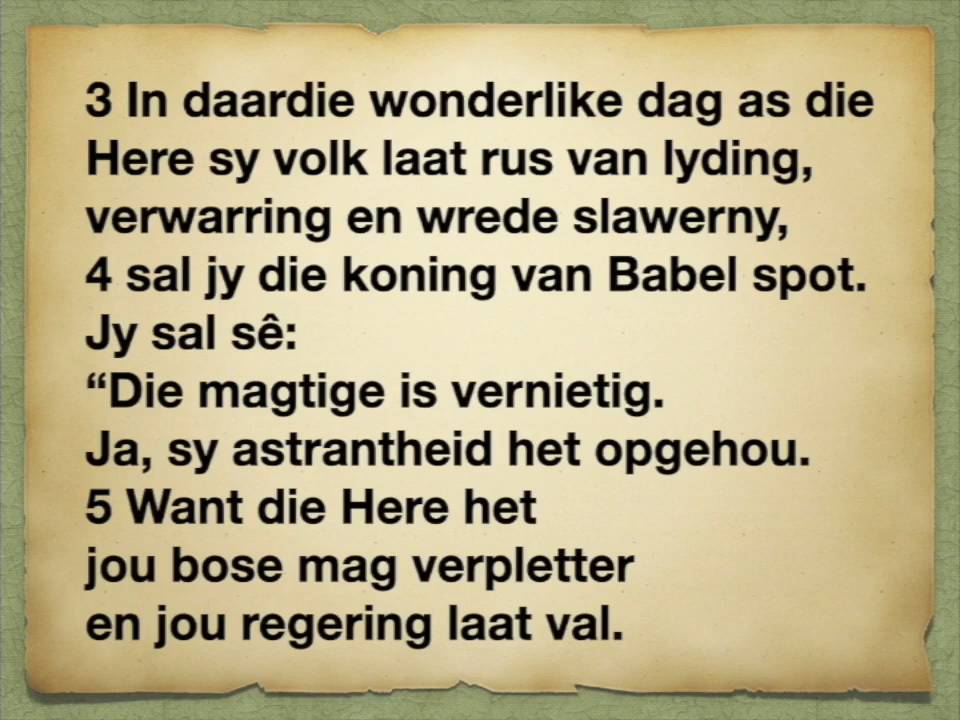 3 In daardie wonderlike dag as die
Here sy volk laat rus van lyding,
verwarring en wrede slawerny,
4 sal jy die koning van Babel spot.
Jy sal sê:
“Die magtige is vernietig.
Ja, sy astrantheid het opgehou.
5 Want die Here het
jou bose mag verpletter
en jou regering laat val.